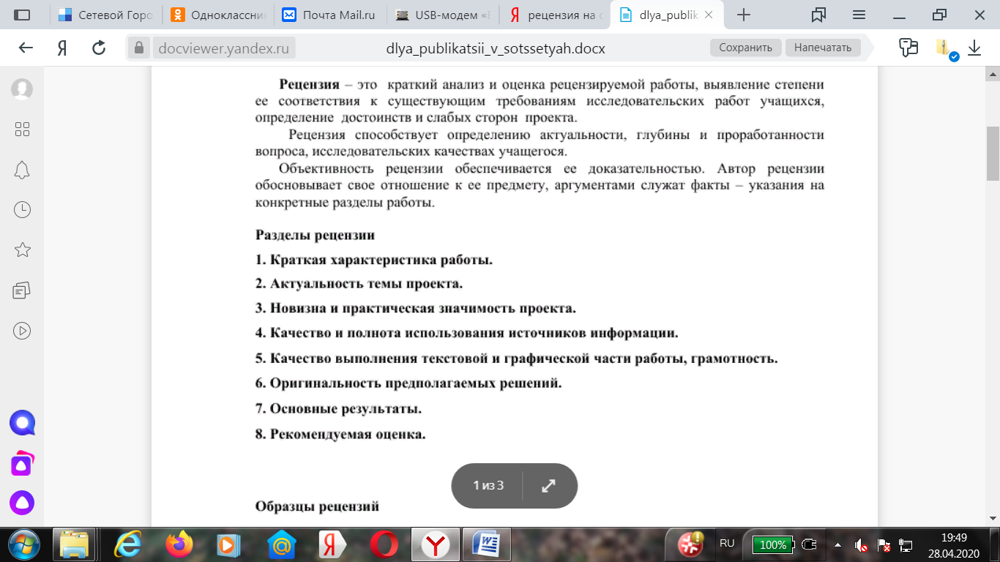 Сетевой Горо
Одноклассни
Почта Mail.ru
USB-модем «
рецензия на с
dlya_publik
docviewer.yandex.ru
dlya_publikatsii_v_sotssetyah.docx
Сохранить
Напечатать
Рецензия – это краткий анализ и оценка рецензируемой работы, выявление степени
ее соответствия к существующим требованиям исследовательских работ учащихся,
определение достоинств и слабых сторон проекта.
Рецензия способствует определению актуальности, глубины и проработанности
вопроса, исследовательских качествах учащегося.
Объективность рецензии обеспечивается ее доказательностью. Автор рецензии
обосновывает свое отношение к ее предмету, аргументами служат факты – указания на
конкретные разделы работы.
Разделы рецензии
1. Краткая характеристика работы.
2. Актуальность темы проекта.
3. Новизна и практическая значимость проекта.
4. Качество и полнота использования источников информации.
5. Качество выполнения текстовой и графической части работы, грамотность.
6. Оригинальность предполагаемых решений.
7. Основные результаты.
8. Рекомендуемая оценка.
1 из 3
Образцы рецензий
RU
100%
19:49
28.04.2020